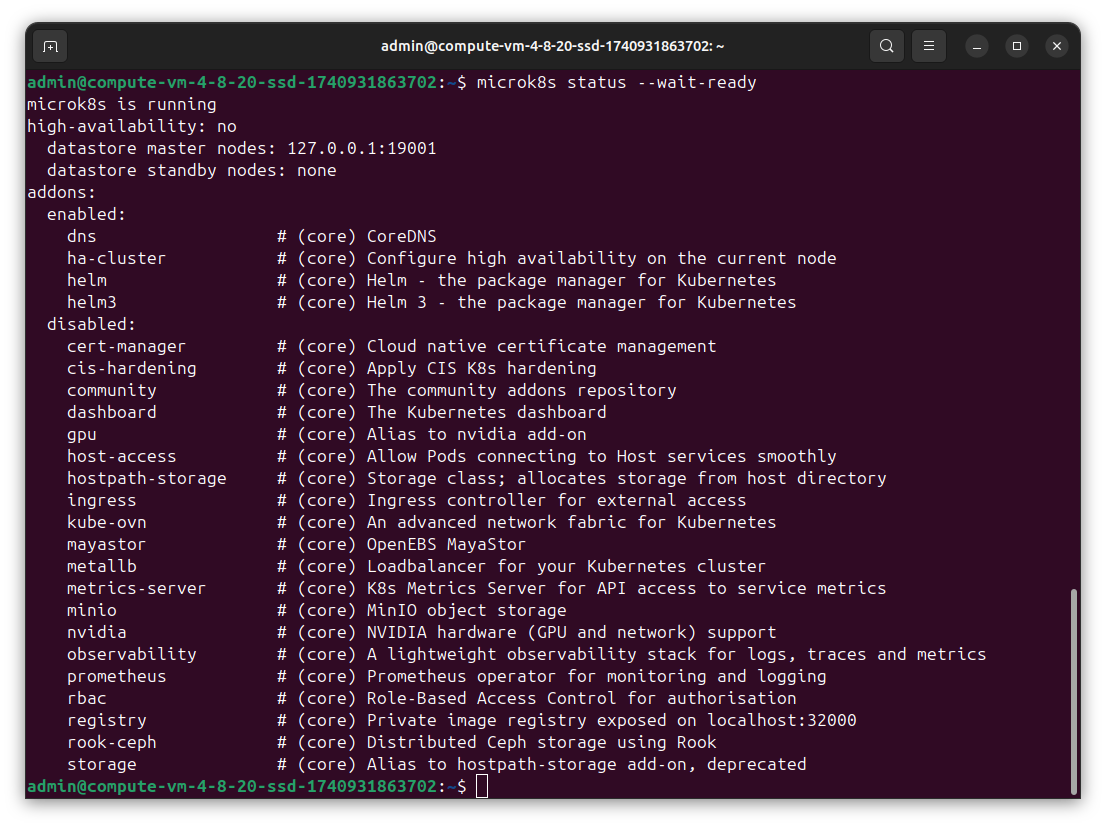 admin@compute-vm-4-8-20-ssd-1740931863702: ~
admin@compute-vm-4-8-20-ssd-1740931863702:~$ microk8s status --wait-ready
microk8s is running
high-availability: no
  datastore master nodes: 127.0.0.1:19001
  datastore standby nodes: none
addons:
  enabled:
    dns                  # (core) CoreDNS
    ha-cluster           # (core) Configure high availability on the current node
    helm                 # (core) Helm - the package manager for Kubernetes
    helm3                # (core) Helm 3 - the package manager for Kubernetes
  disabled:
    cert-manager         # (core) Cloud native certificate management
    cis-hardening        # (core) Apply CIS K8s hardening
    community            # (core) The community addons repository
    dashboard            # (core) The Kubernetes dashboard
    gpu                  # (core) Alias to nvidia add-on
    host-access          # (core) Allow Pods connecting to Host services smoothly
    hostpath-storage     # (core) Storage class; allocates storage from host directory
    ingress              # (core) Ingress controller for external access
    kube-ovn             # (core) An advanced network fabric for Kubernetes
    mayastor             # (core) OpenEBS MayaStor
    metallb              # (core) Loadbalancer for your Kubernetes cluster
    metrics-server       # (core) K8s Metrics Server for API access to service metrics
    minio                # (core) MinIO object storage
    nvidia               # (core) NVIDIA hardware (GPU and network) support
    observability        # (core) A lightweight observability stack for logs, traces and metrics
    prometheus           # (core) Prometheus operator for monitoring and logging
    rbac                 # (core) Role-Based Access Control for authorisation
    registry             # (core) Private image registry exposed on localhost:32000
    rook-ceph            # (core) Distributed Ceph storage using Rook
    storage              # (core) Alias to hostpath-storage add-on, deprecated
admin@compute-vm-4-8-20-ssd-1740931863702:~$